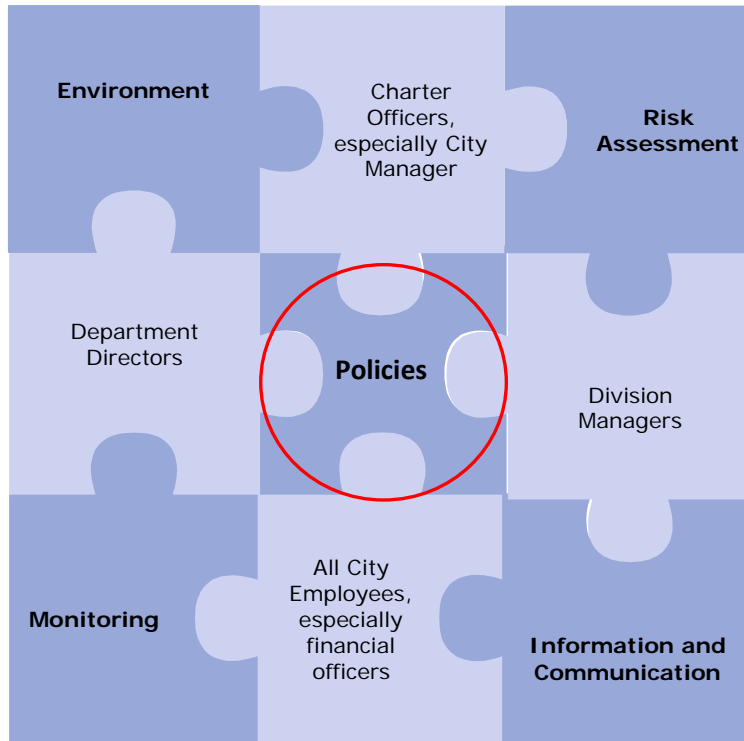 Environment
Charter
Officers,
especially City
Manager
Risk
Assessment
Department
Directors
Policies
Division
Managers
Monitoring
All City
Employees,
especially
financial
officers
Information and
Communication